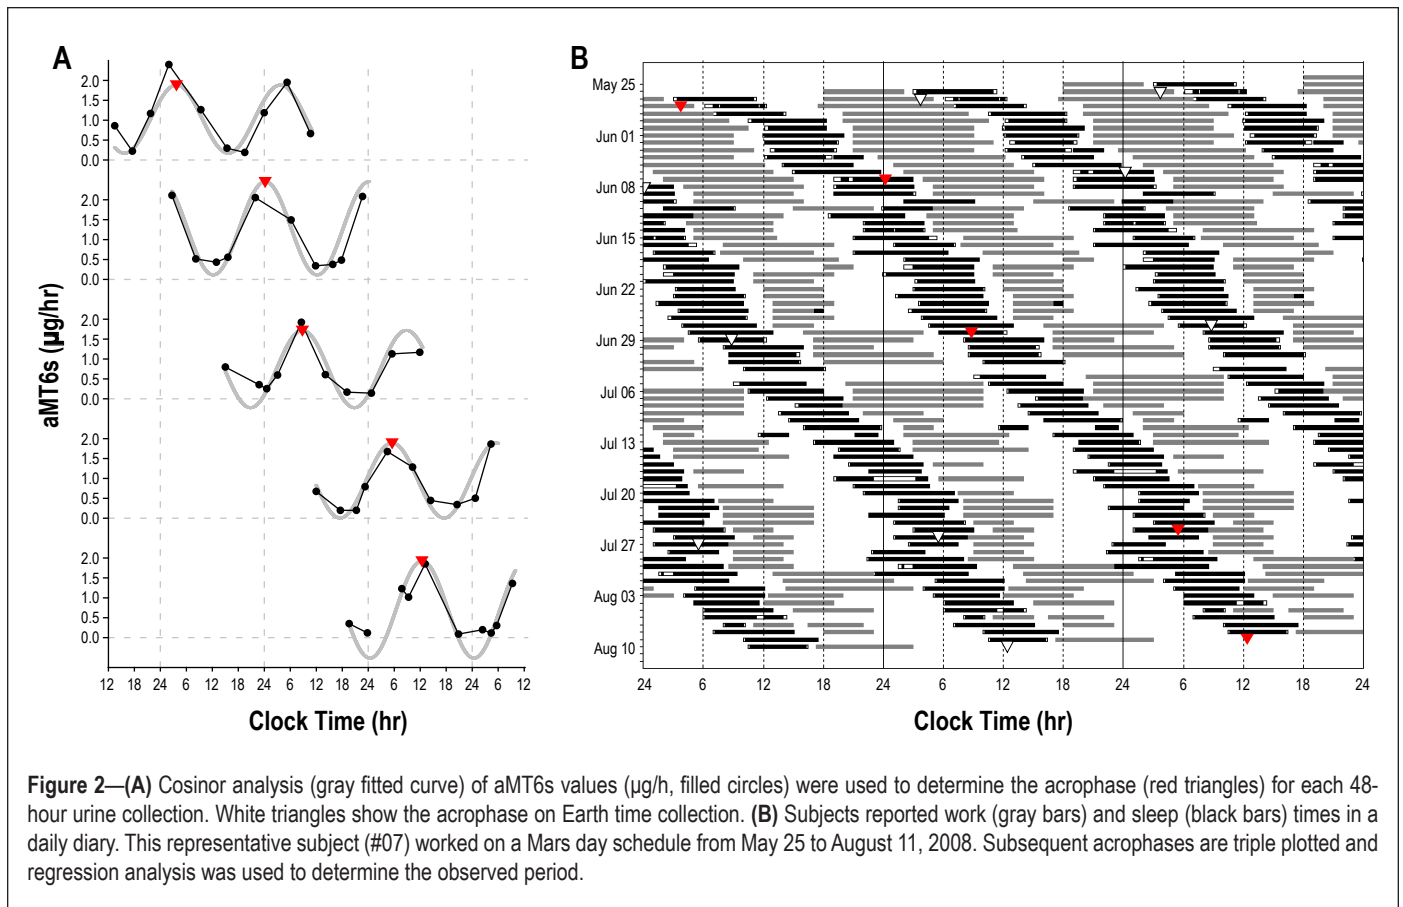 A
B
aMT6s (µg/hr)
2.0
1.5
1.0
0.5
0.0
2.0
1.5
1.0
0.5
0.0
2.0
1.5
1.0
0.5
0.0
2.0
1.5
1.0
0.5
0.0
2.0
1.5
1.0
0.5
0.0
12 18 24 6 12 18 24 6 12 18 24 6 12 18 24 6 12
Clock Time (hr)
May 25
Jun 01
Jun 08
Jun 15
Jun 22
Jun 29
Jul 06
Jul 13
Jul 20
Jul 27
Aug 03
Aug 10
24 6 12 18 24 6 12 18 24 6 12 18 24
Clock Time (hr)
Figure 2—(A) Cosinor analysis (gray fitted curve) of aMT6s values (µg/h, filled circles) were used to determine the acrophase (red triangles) for each 48-
hour urine collection. White triangles show the acrophase on Earth time collection. (B) Subjects reported work (gray bars) and sleep (black bars) times in a
daily diary. This representative subject (#07) worked on a Mars day schedule from May 25 to August 11, 2008. Subsequent acrophases are triple plotted and
regression analysis was used to determine the observed period.